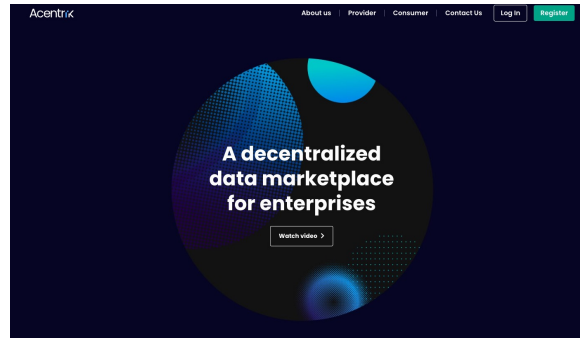 Acentrik
About us | Provider | Consumer | Contact Us Log In Register
A decentralized
data marketplace
for enterprises
Watch video >